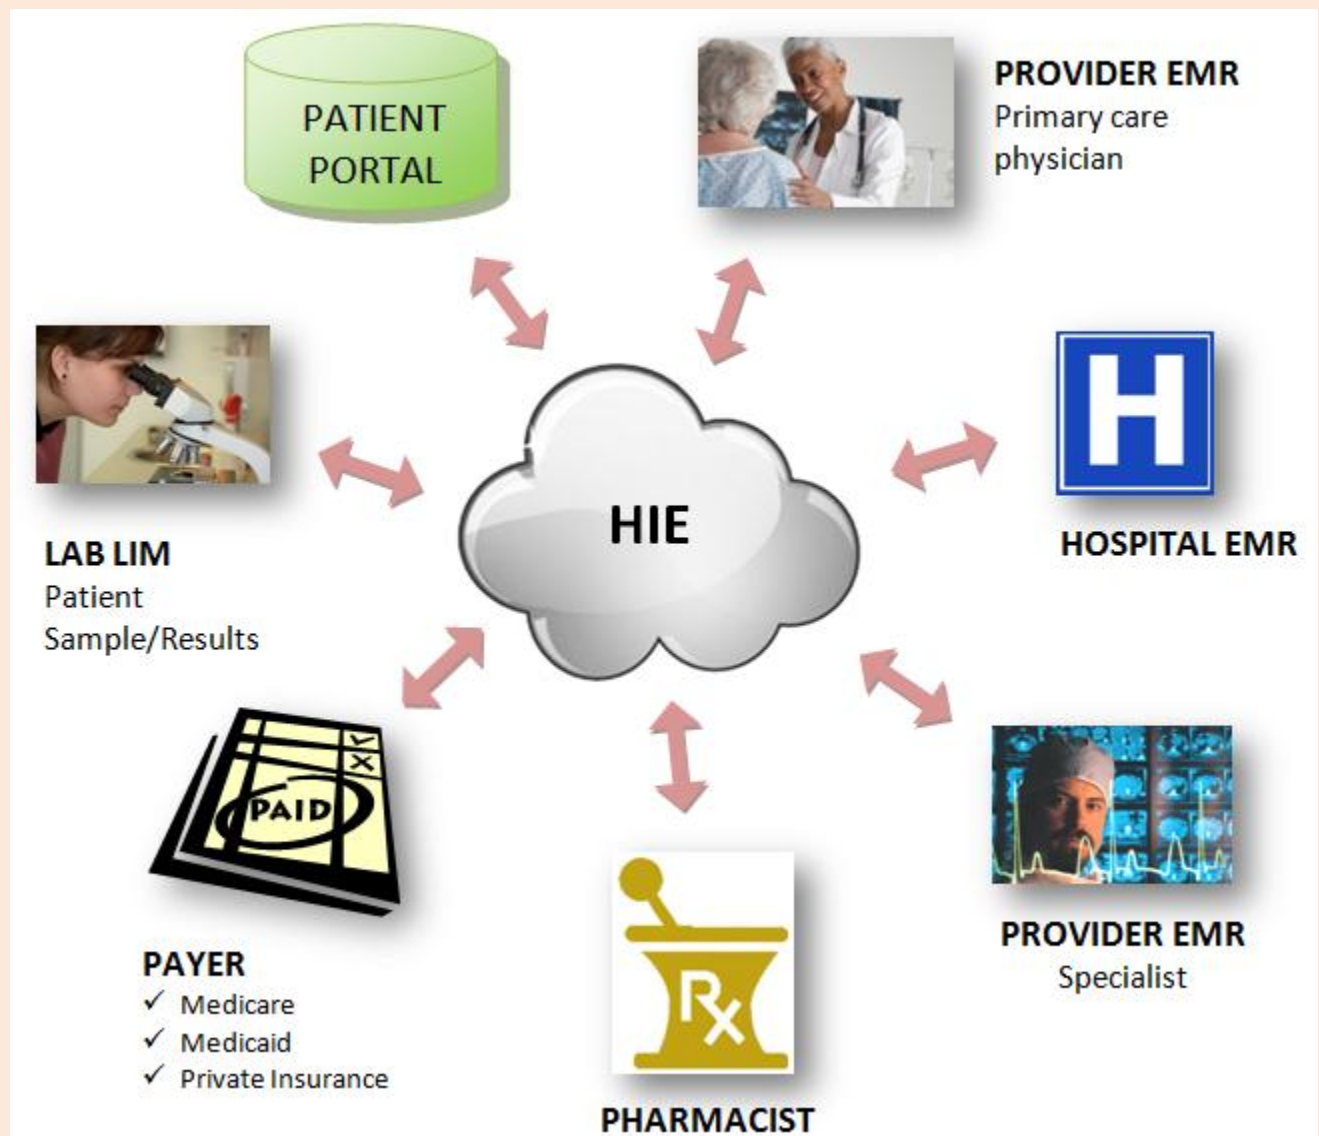 PATIENT
PORTAL
PROVIDER EMR
Primary care
physician
H
HOSPITAL EMR
LAB LIM
Patient
Sample/Results
HIE
PAID
PAYER
✓ Medicare
✓ Medicaid
✓ Private Insurance
Rx
PHARMACIST
PROVIDER EMR
Specialist